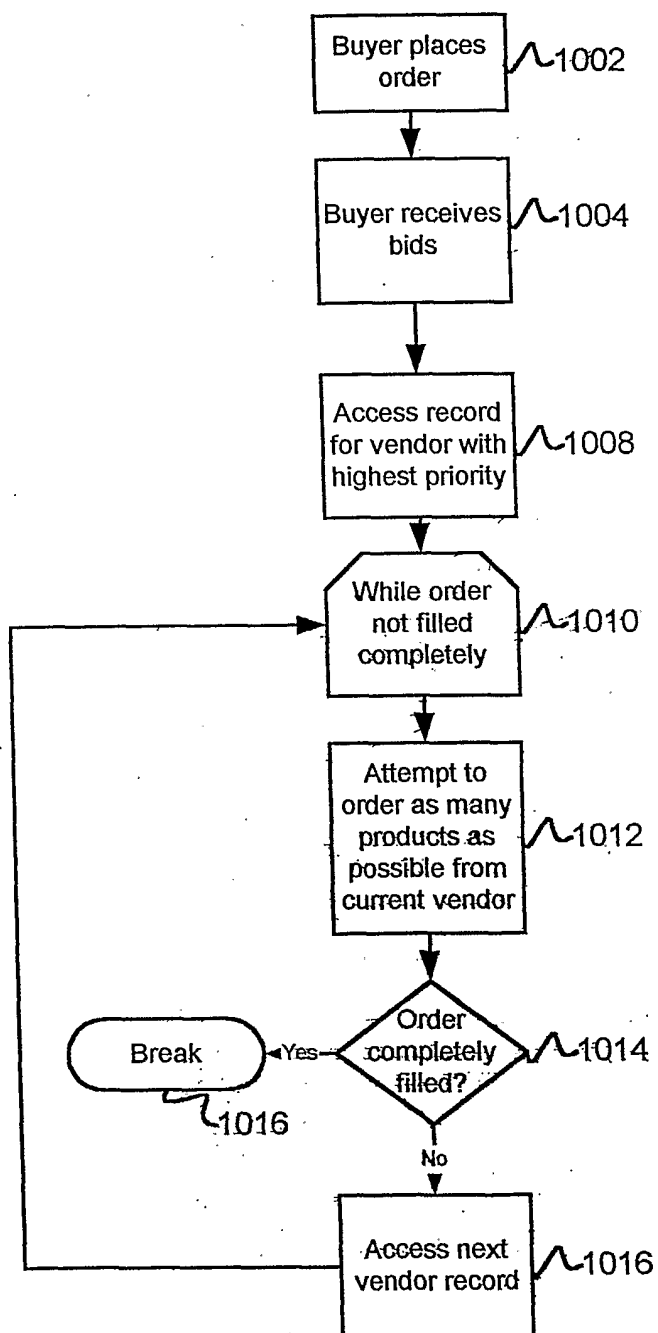 Buyer places
order
1002
Buyer receives
bids
1004
Access record
for vendor with
highest priority
1008
While order
not filled
completely
1010
Attempt to
order as many
products as
possible from
current vendor
1012
Order
completely
filled?
1014
Yes
Break
1016
No
Access next
vendor record
1016